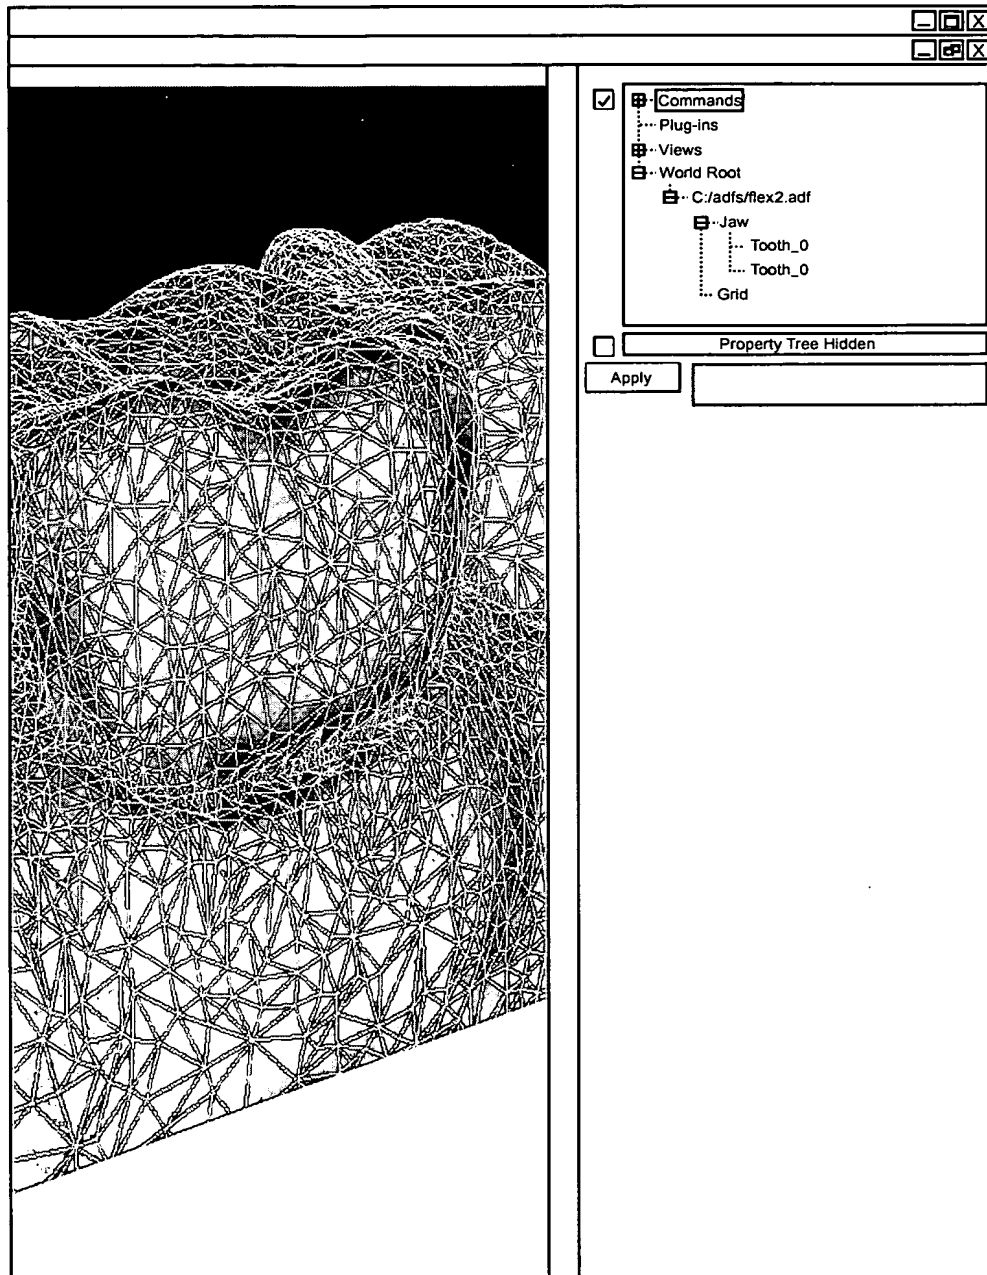 Commands
Plug-ins
Views
World Root
C:/adfs/flex2.adf
Jaw
Tooth_0
Tooth_0
Grid
Property Tree Hidden
Apply